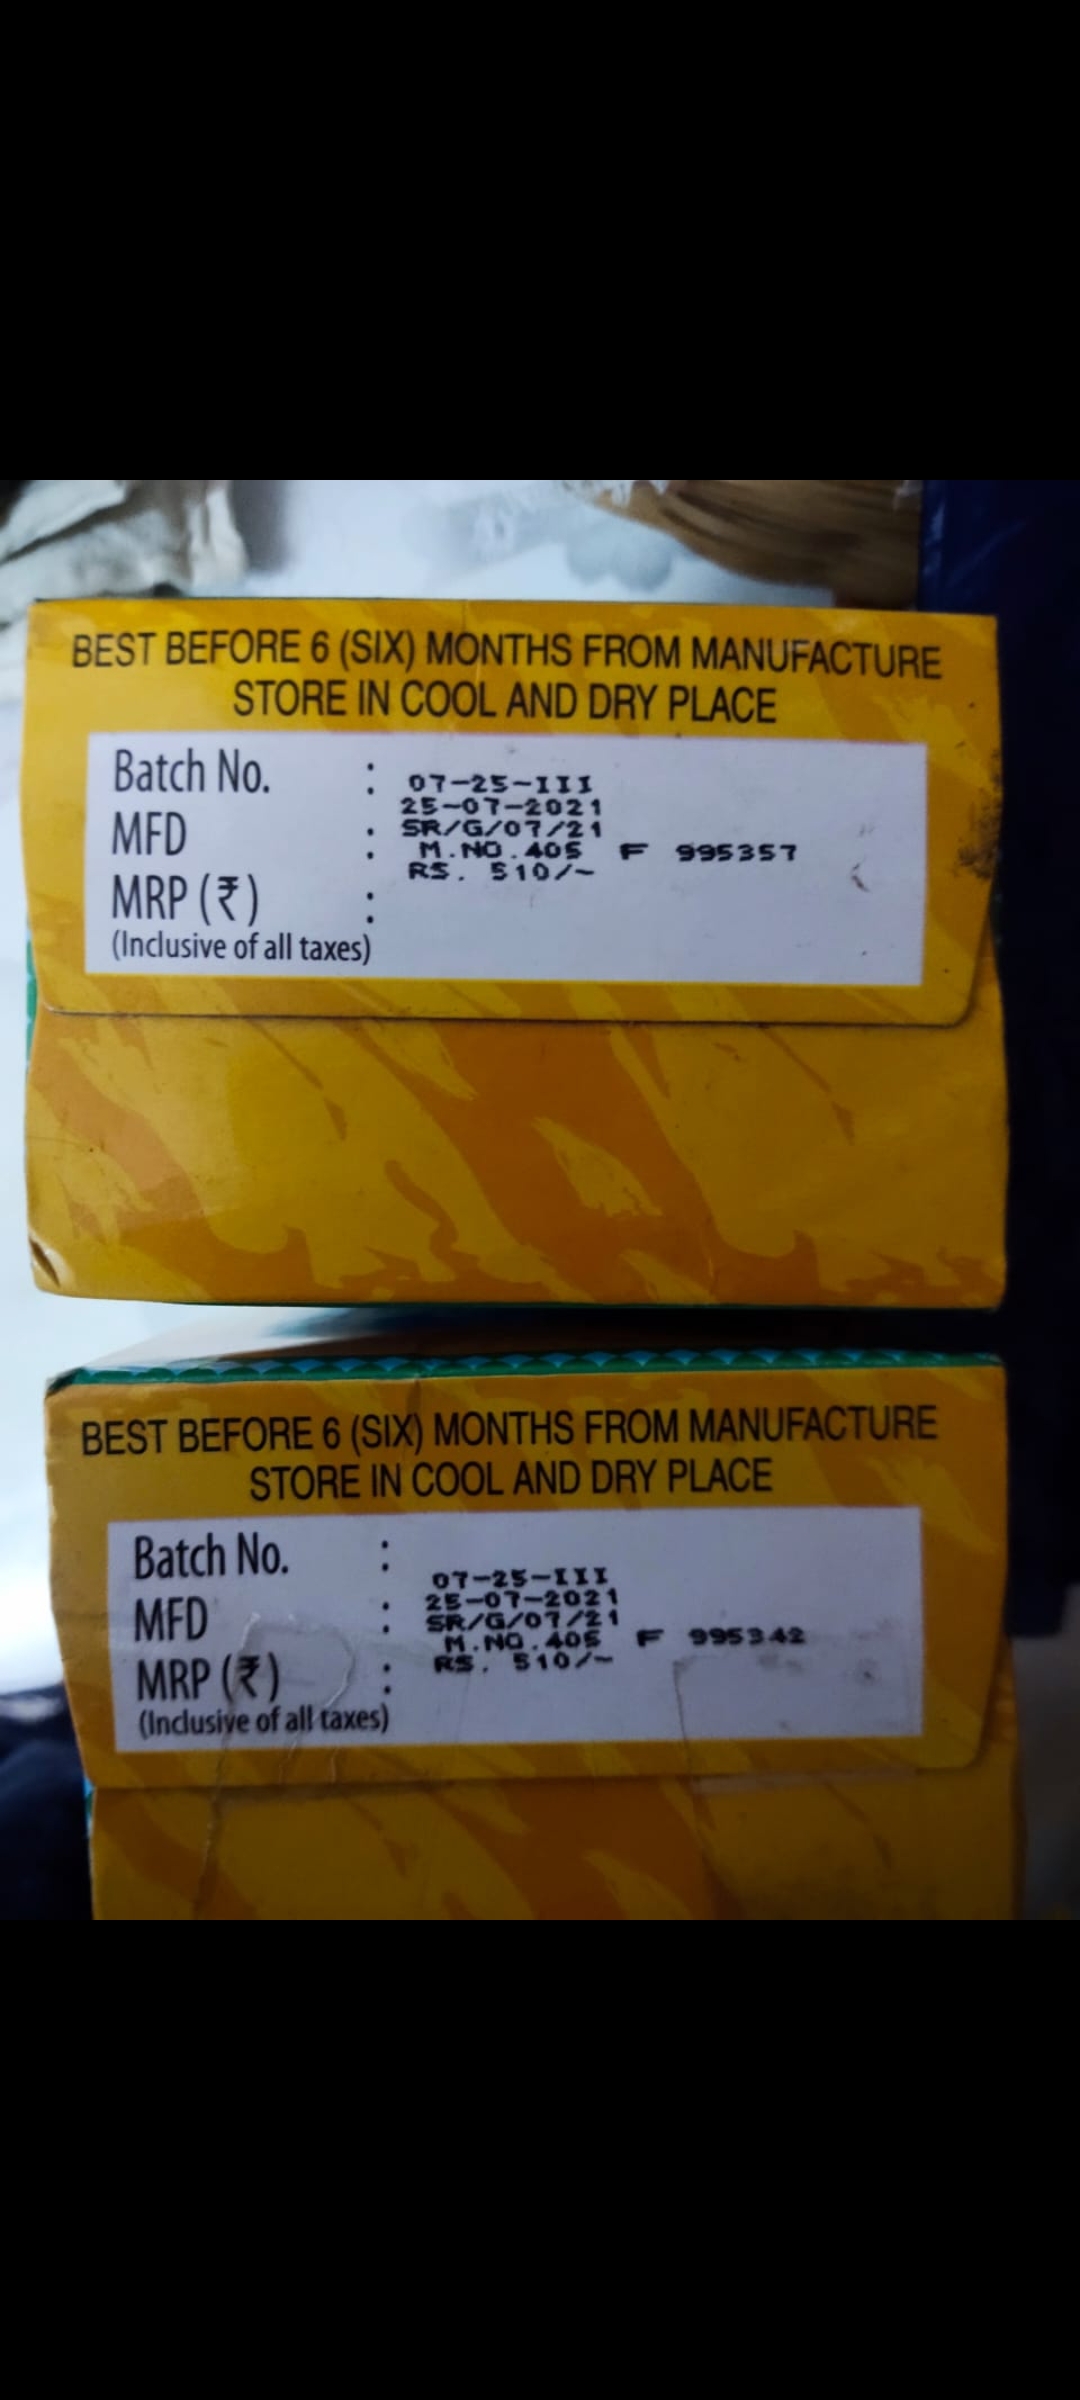 BEST BEFORE 6 (SIX) MONTHS FROM MANUFACTURE
STORE IN COOL AND DRY PLACE
Batch No. : 07-25-III
25-07-2021
MFD : SR/G/07/21
: M.NO.405 F 995357
RS. 510/-
MRP (₹) :
(Inclusive of all taxes)
BEST BEFORE 6 (SIX) MONTHS FROM MANUFACTURE
STORE IN COOL AND DRY PLACE
Batch No. :
07-25-III
25-07-2021
MFD : SR/G/07/21
M.NO.405 F 995342
MRP (₹) : RS. 510/-
(Inclusive of all taxes)